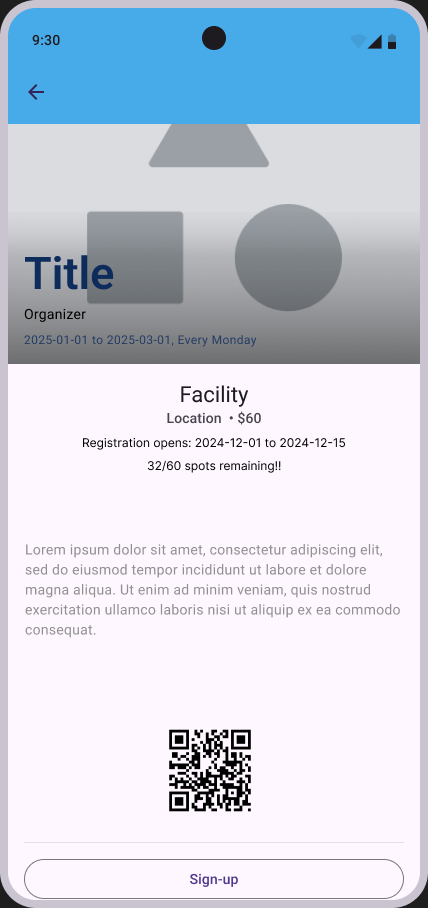 9:30
Title
Organizer
2025-01-01 to 2025-03-01, Every Monday
Facility
Location • $60
Registration opens: 2024-12-01 to 2024-12-15
32/60 spots remaining!!
Lorem ipsum dolor sit amet, consectetur adipiscing elit,
sed do eiusmod tempor incididunt ut labore et dolore
magna aliqua. Ut enim ad minim veniam, quis nostrud
exercitation ullamco laboris nisi ut aliquip ex ea commodo
consequat.
Sign-up